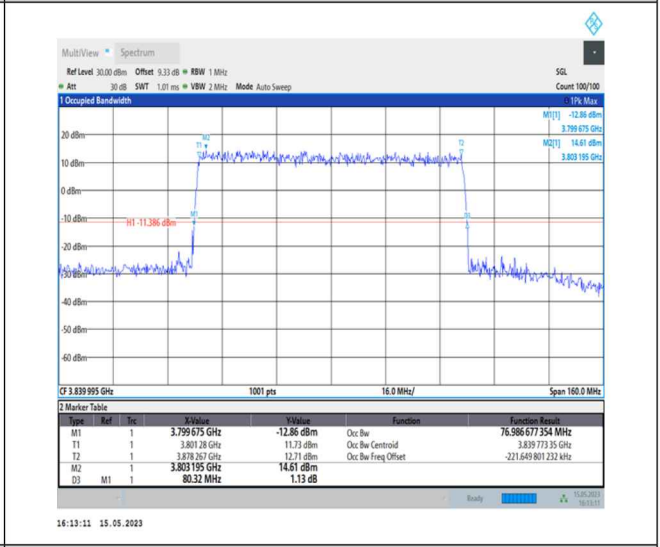 MultiView Spectrum
Ref Level 30.00 dBm Offset 9.33 dB RBW 1 MHz SGL
Att 30 dB SWT 1.01 ms VBW 2 MHz Mode Auto Sweep Count 100/100
1 Occupied Bandwidth 1Pk Max
M1[1] -12.86 dBm
3.799 675 GHz
M2[1] 14.61 dBm
3.803 195 GHz
20 dBm
M2
T1
T2
10 dBm
0 dBm
-10 dBm
M1
H1 -11.386 dBm
-20 dBm
-30 dBm
-40 dBm
-50 dBm
-60 dBm
CF 3.839 995 GHz 1001 pts 16.0 MHz/ Span 160.0 MHz
2 Marker Table
Type Ref Trc X-Value Y-Value Function Function Result
M1 1 3.799 675 GHz -12.86 dBm Occ Bw 76.986 677 354 MHz
T1 1 3.801 28 GHz 11.73 dBm Occ Bw Centroid 3.839 773 35 GHz
T2 1 3.878 267 GHz 12.71 dBm Occ Bw Freq Offset -221.649 801 232 kHz
M2 1 3.803 195 GHz 14.61 dBm
D3 M1 1 80.32 MHz 1.13 dB
Ready 15.05.2023
16:13:11
16:13:11 15.05.2023